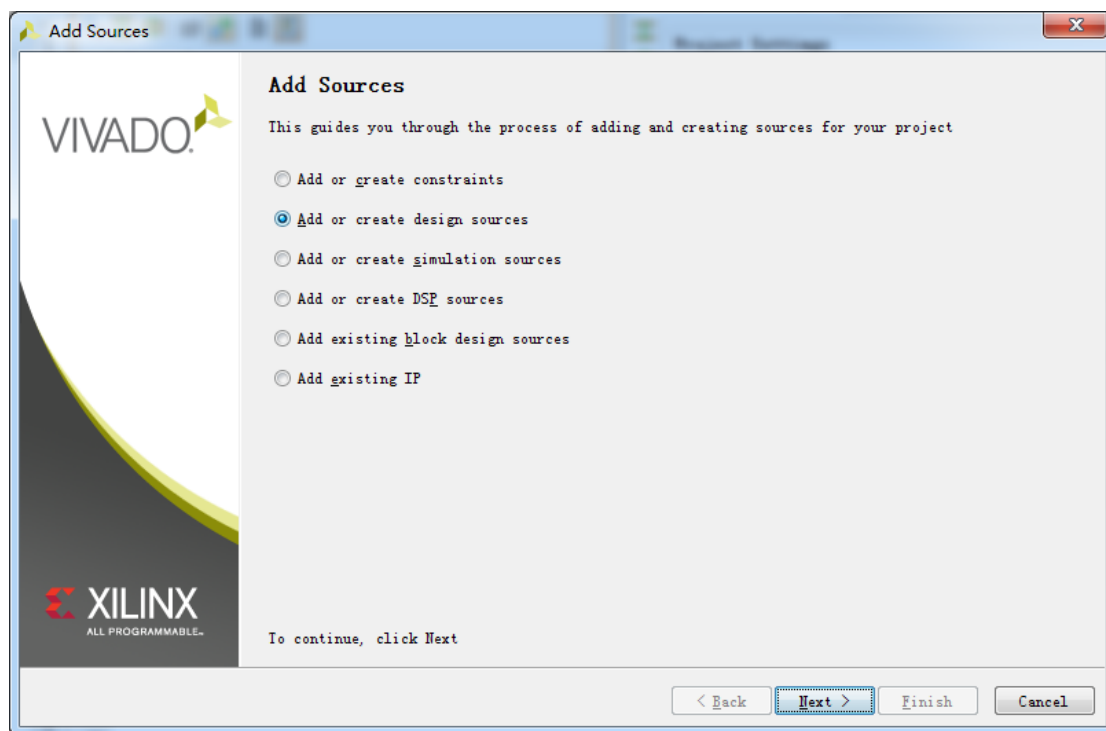 Add Sources
VIVADO.
Add Sources
This guides you through the process of adding and creating sources for your project
Add or create constraints
Add or create design sources
Add or create simulation sources
Add or create DSP sources
Add existing block design sources
Add existing IP
XILINX
ALL PROGRAMMABLE™
To continue, click Next
< Back
Next >
Finish
Cancel